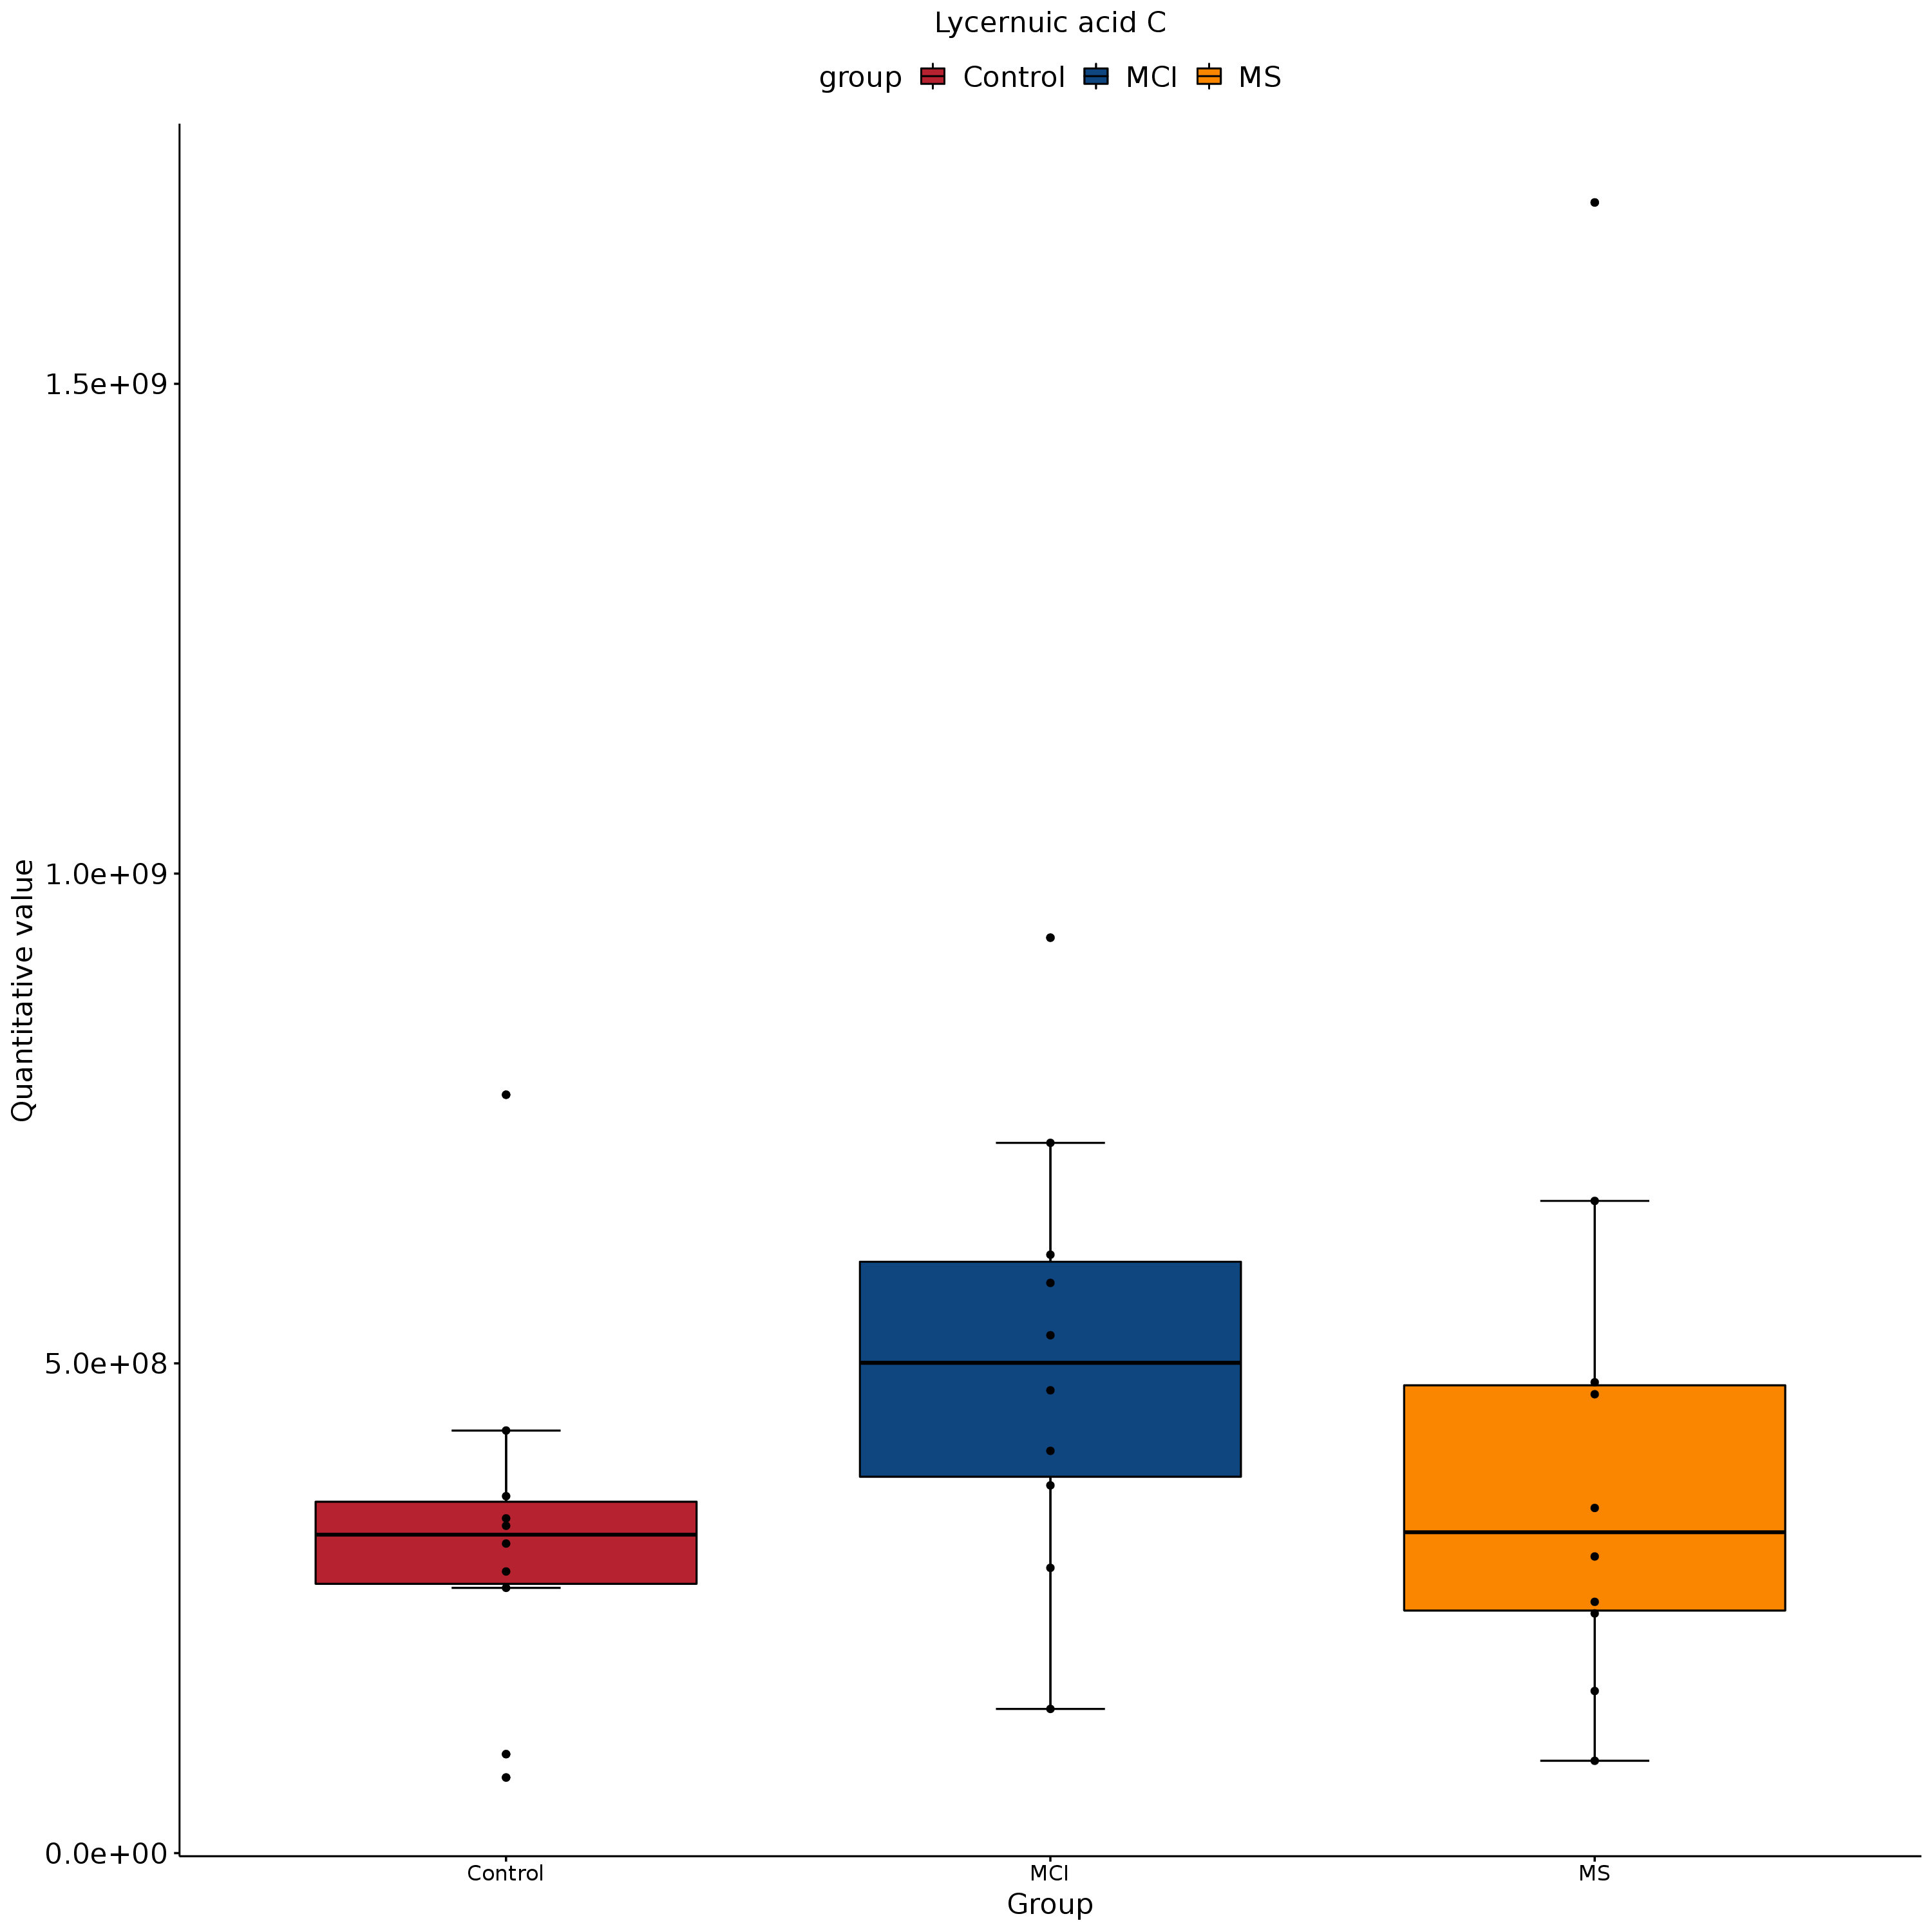 Lycernuic acid C
group Control MCI MS
1.5e+09
1.0e+09
5.0e+08
0.0e+00
Quantitative value
Control MCI MS
Group